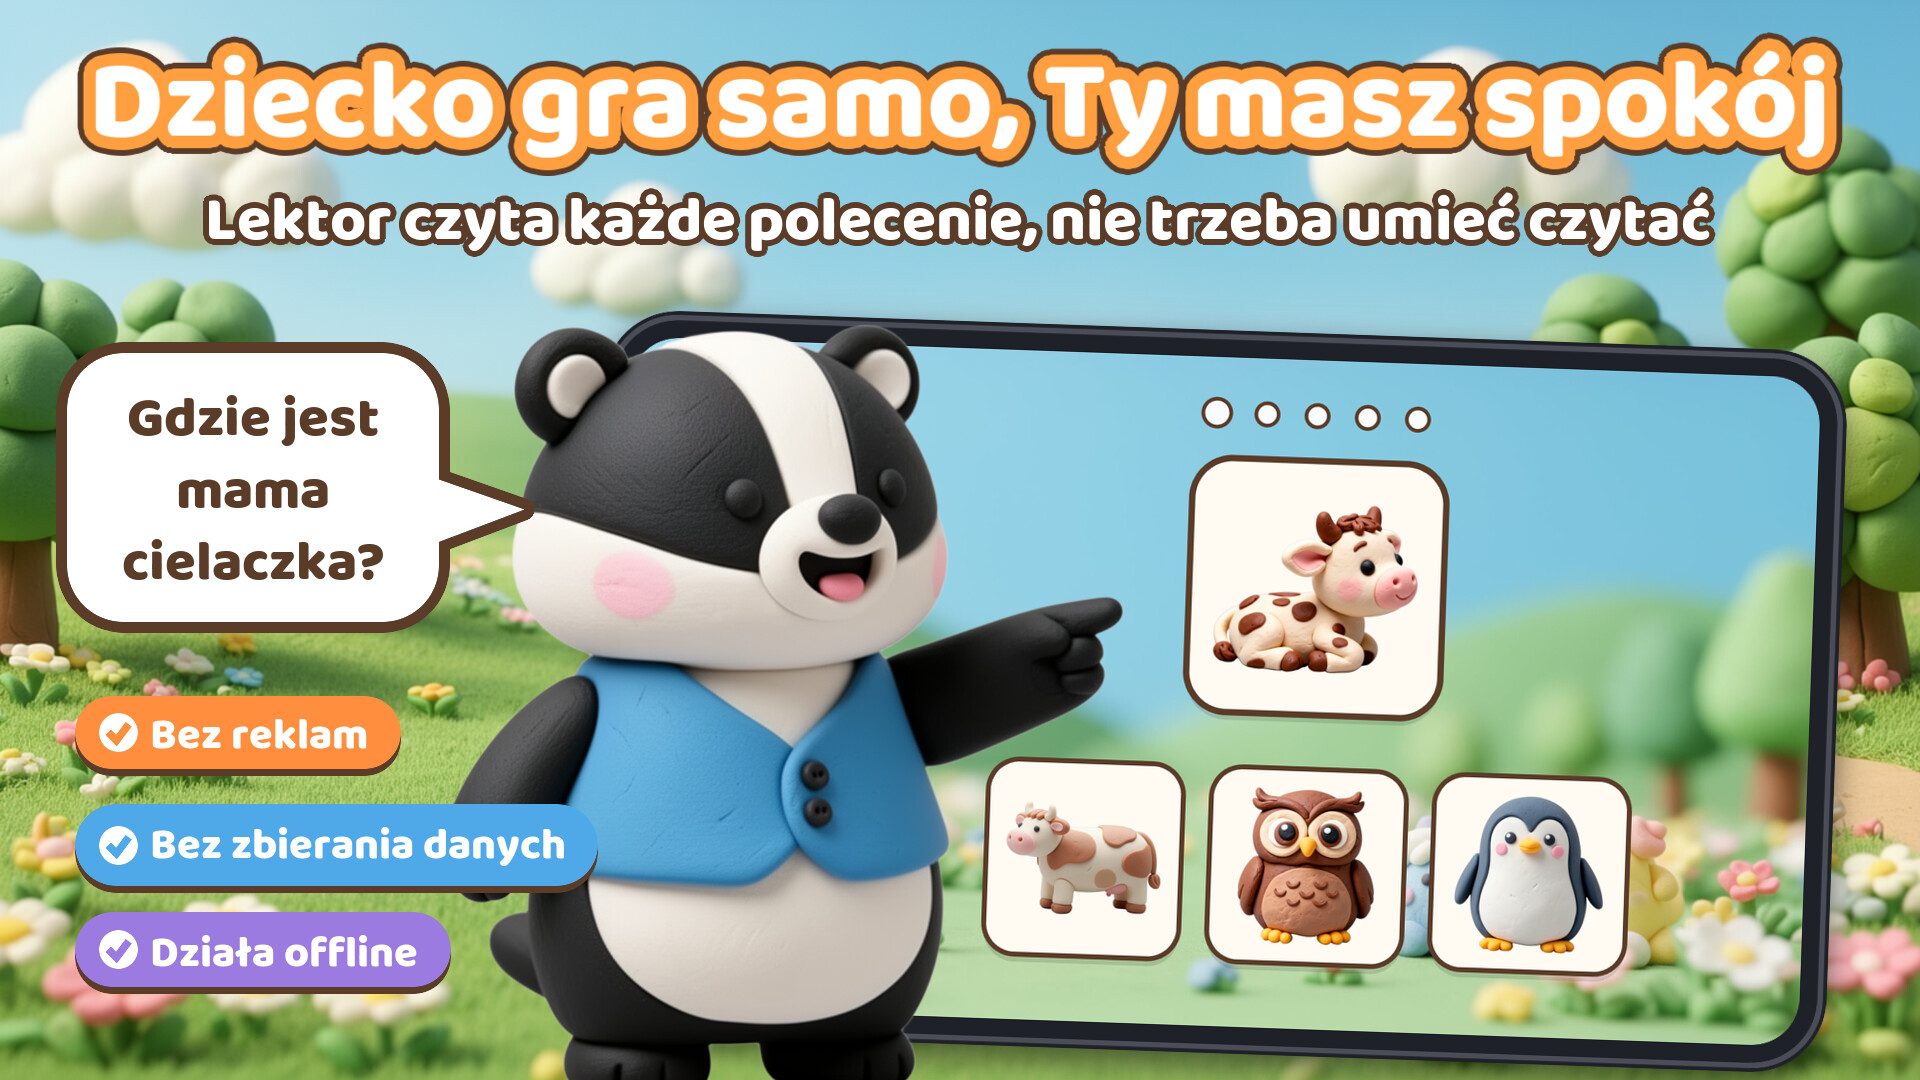 Dziecko gra samo, Ty masz spokój
Lektor czyta każde polecenie, nie trzeba umieć czytać
Gdzie jest
mama
cielaczka?
Bez reklam
Bez zbierania danych
Działa offline